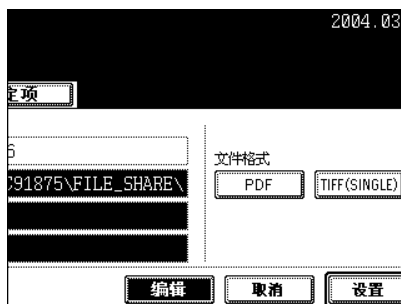 2004.03
定项
6
文件格式
C91875\FILE_SHARE\
PDF
TIFF(SINGLE)
编辑
取消
设置